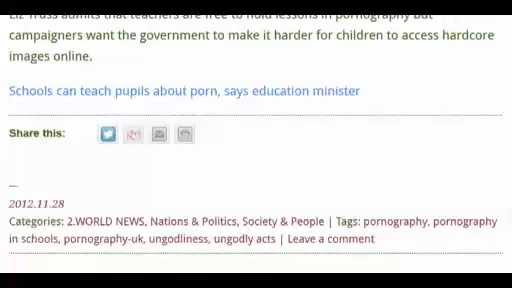 Liz Truss admits that teachers are free to hold lessons in pornography but
campaigners want the government to make it harder for children to access hardcore
images online.
Schools can teach pupils about porn, says education minister
Share this:
2012.11.28
Categories: 2.WORLD NEWS, Nations & Politics, Society & People | Tags: pornography, pornography
in schools, pornography-uk, ungodliness, ungodly acts | Leave a comment